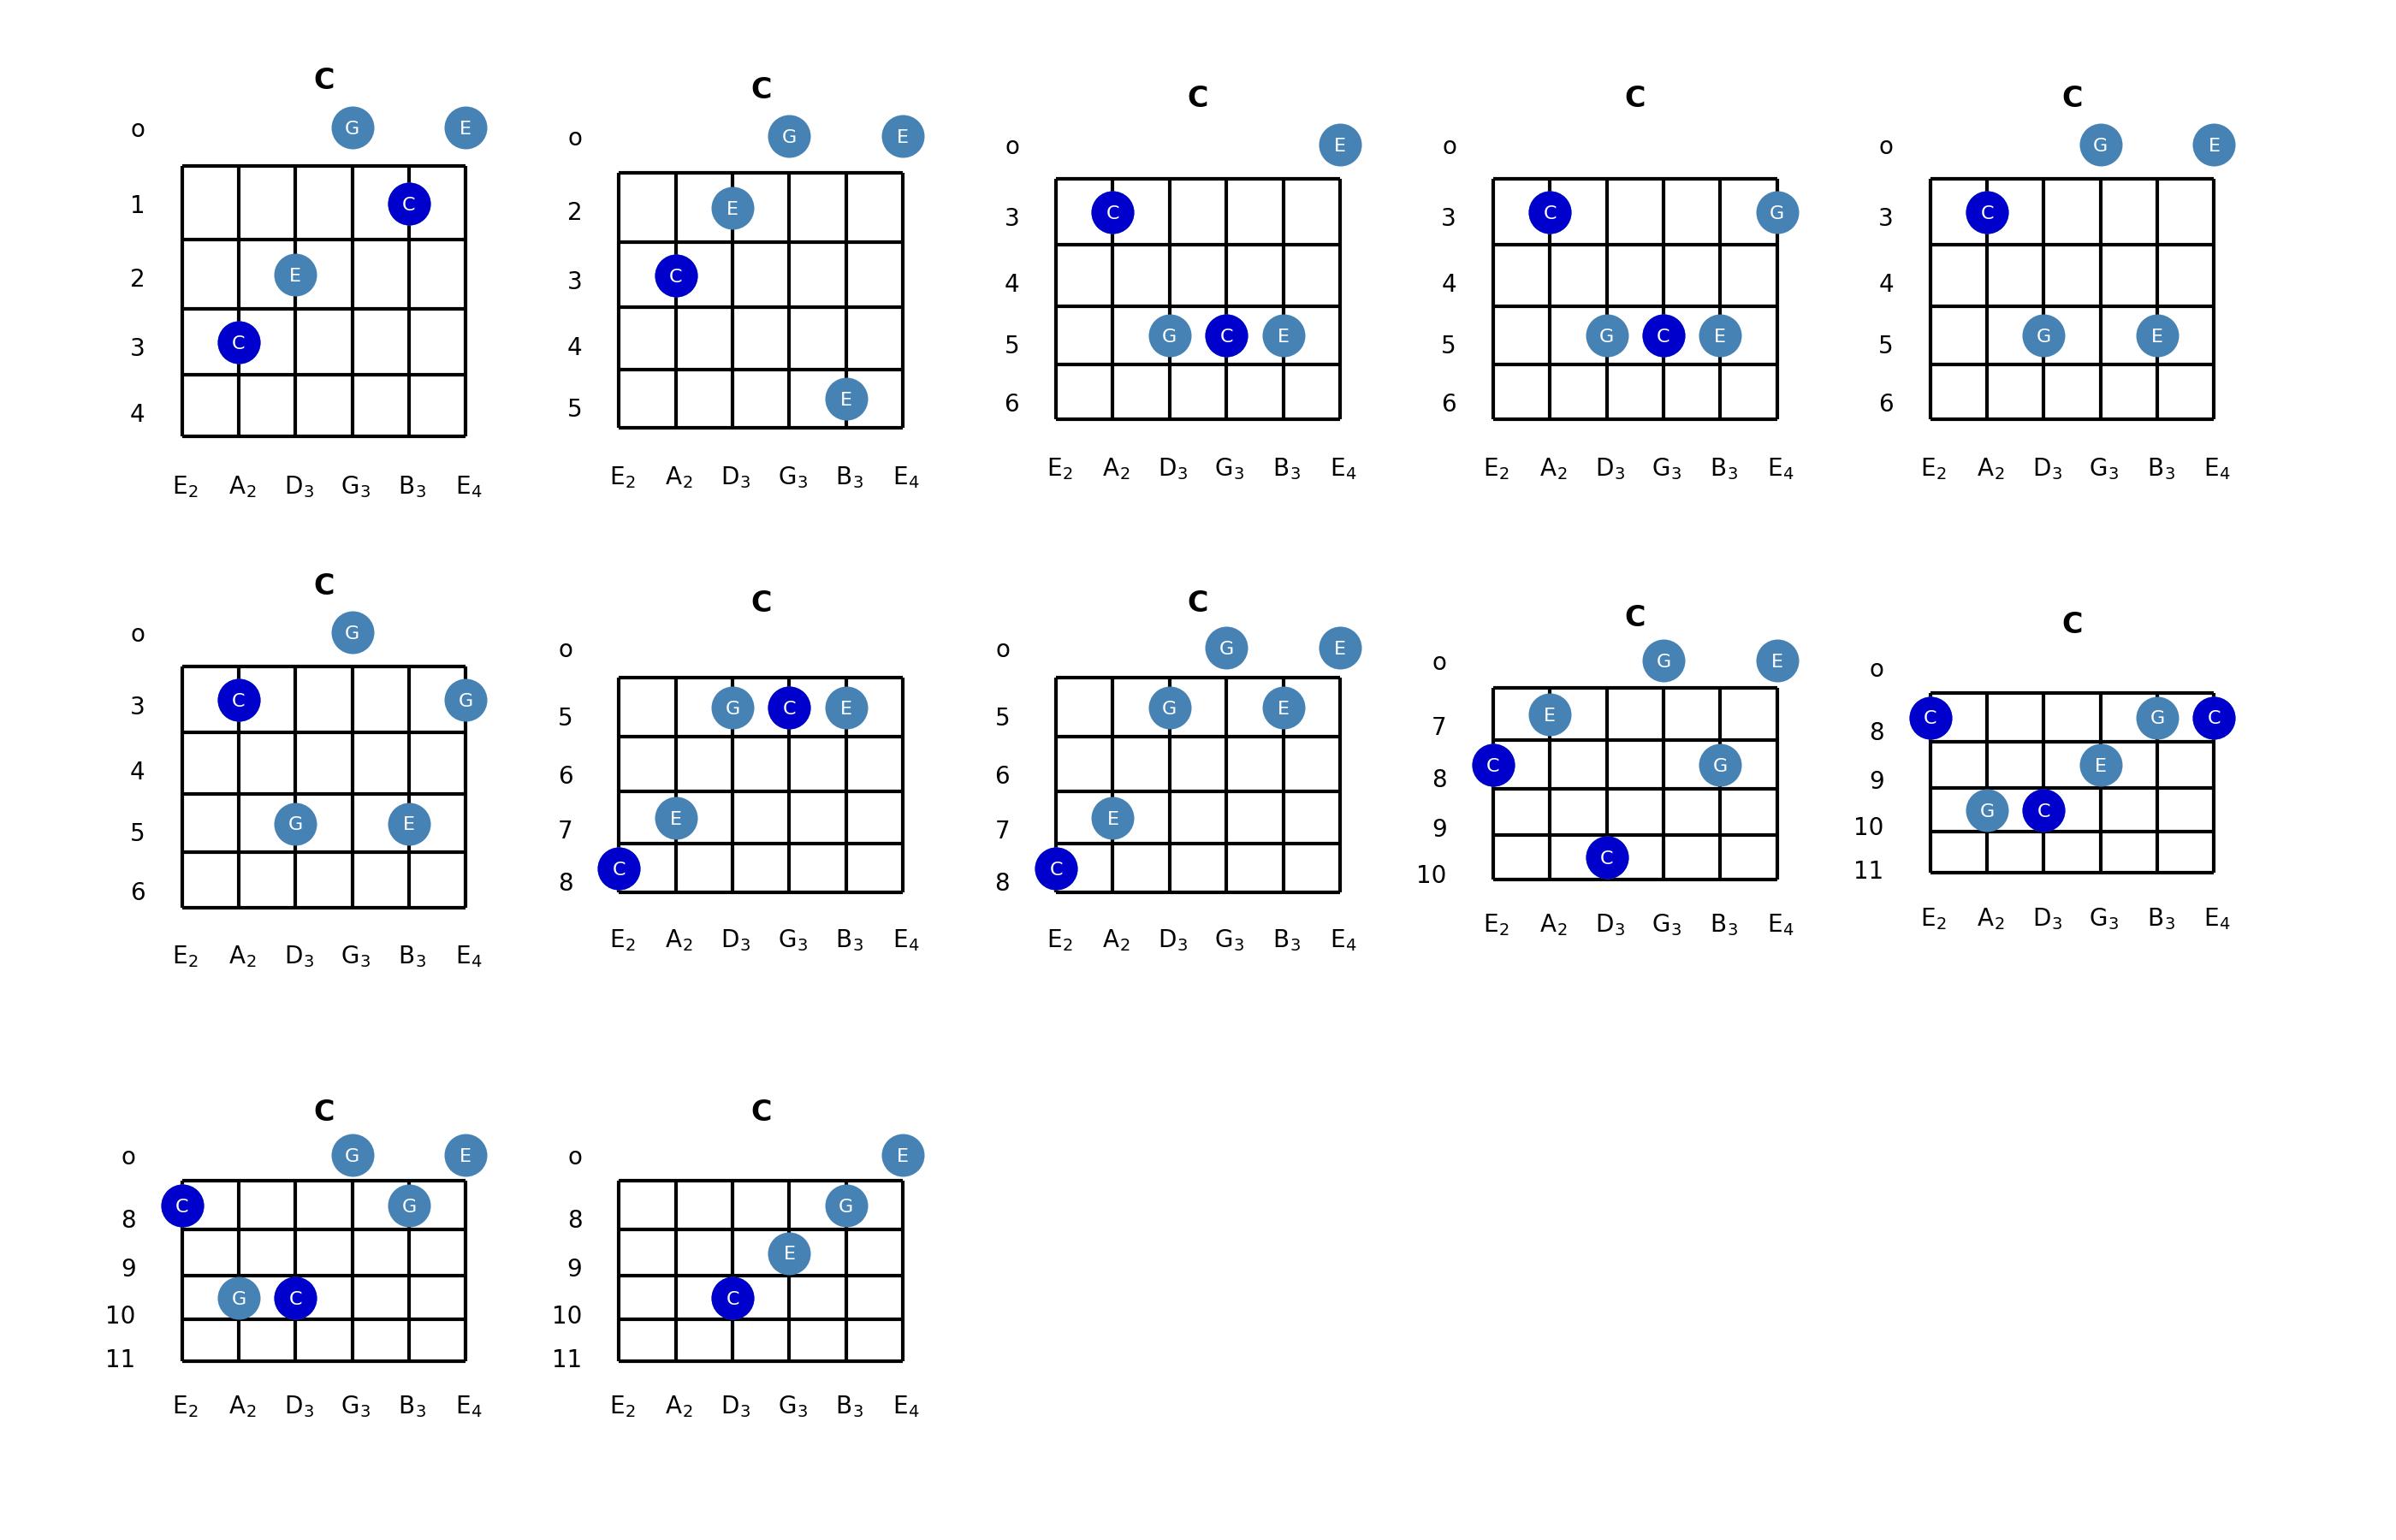 C C C C C
o G E
o G E
o E
o
o G E
1 C
2 E
3 C
4
E₂ A₂ D₃ G₃ B₃ E₄
2 E
3 C
4
5 E
E₂ A₂ D₃ G₃ B₃ E₄
3 C
4
5 G C E
6
E₂ A₂ D₃ G₃ B₃ E₄
3 C G
4
5 G C E
6
E₂ A₂ D₃ G₃ B₃ E₄
3 C
4
5 G E
6
E₂ A₂ D₃ G₃ B₃ E₄
C
o G
3 C G
4
5 G E
6
E₂ A₂ D₃ G₃ B₃ E₄
C
o
5 G C E
6
7 E
8 C
E₂ A₂ D₃ G₃ B₃ E₄
C
o G E
5 G E
6
7 E
8 C
E₂ A₂ D₃ G₃ B₃ E₄
C
o G E
7 E
8 C G
9
10 C
E₂ A₂ D₃ G₃ B₃ E₄
C
o
8 C G C
9 E
10 G C
11
E₂ A₂ D₃ G₃ B₃ E₄
C
o G E
8 C G
9
10 G C
11
E₂ A₂ D₃ G₃ B₃ E₄
C
o E
8 G
9 E
10 C
11
E₂ A₂ D₃ G₃ B₃ E₄